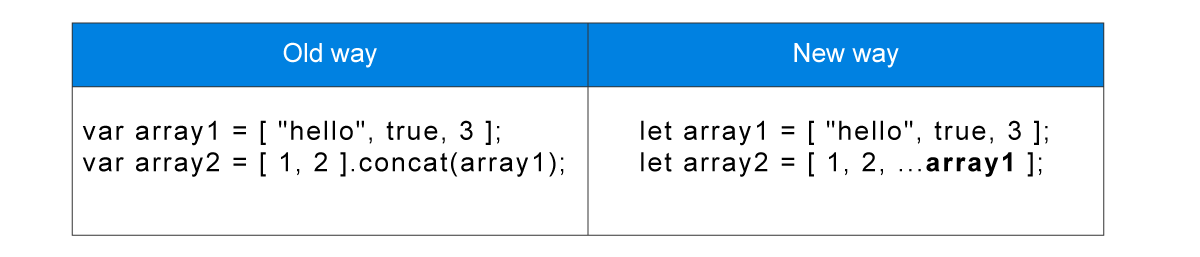 Old way
New way
var array1 = [ "hello", true, 3 ];
var array2 = [ 1, 2 ].concat(array1);
let array1 = [ "hello", true, 3 ];
let array2 = [ 1, 2, ...array1 ];